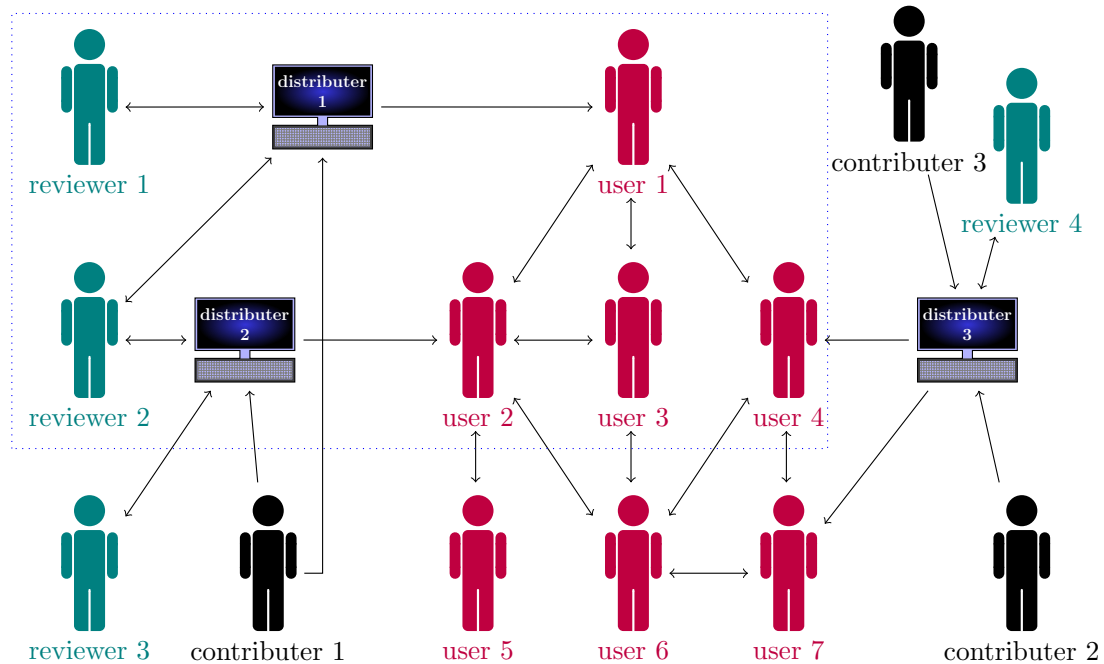 distributer
1
reviewer 1
user 1
contributer 3
reviewer 4
distributer
2
distributer
3
reviewer 2
user 2
user 3
user 4
reviewer 3
contributer 1
user 5
user 6
user 7
contributer 2